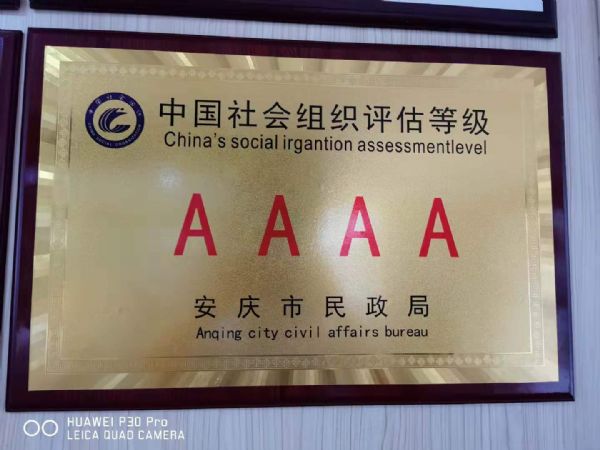 中国社会组织评估等级
China's social irgantion assessmentlevel
AAAA
安庆市民政局
Anqing city civil affairs bureau
HUAWEI P30 Pro
LEICA QUAD CAMERA